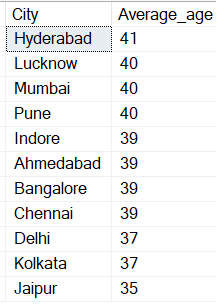 City Average_age
Hyderabad 41
Lucknow 40
Mumbai 40
Pune 40
Indore 39
Ahmedabad 39
Bangalore 39
Chennai 39
Delhi 37
Kolkata 37
Jaipur 35